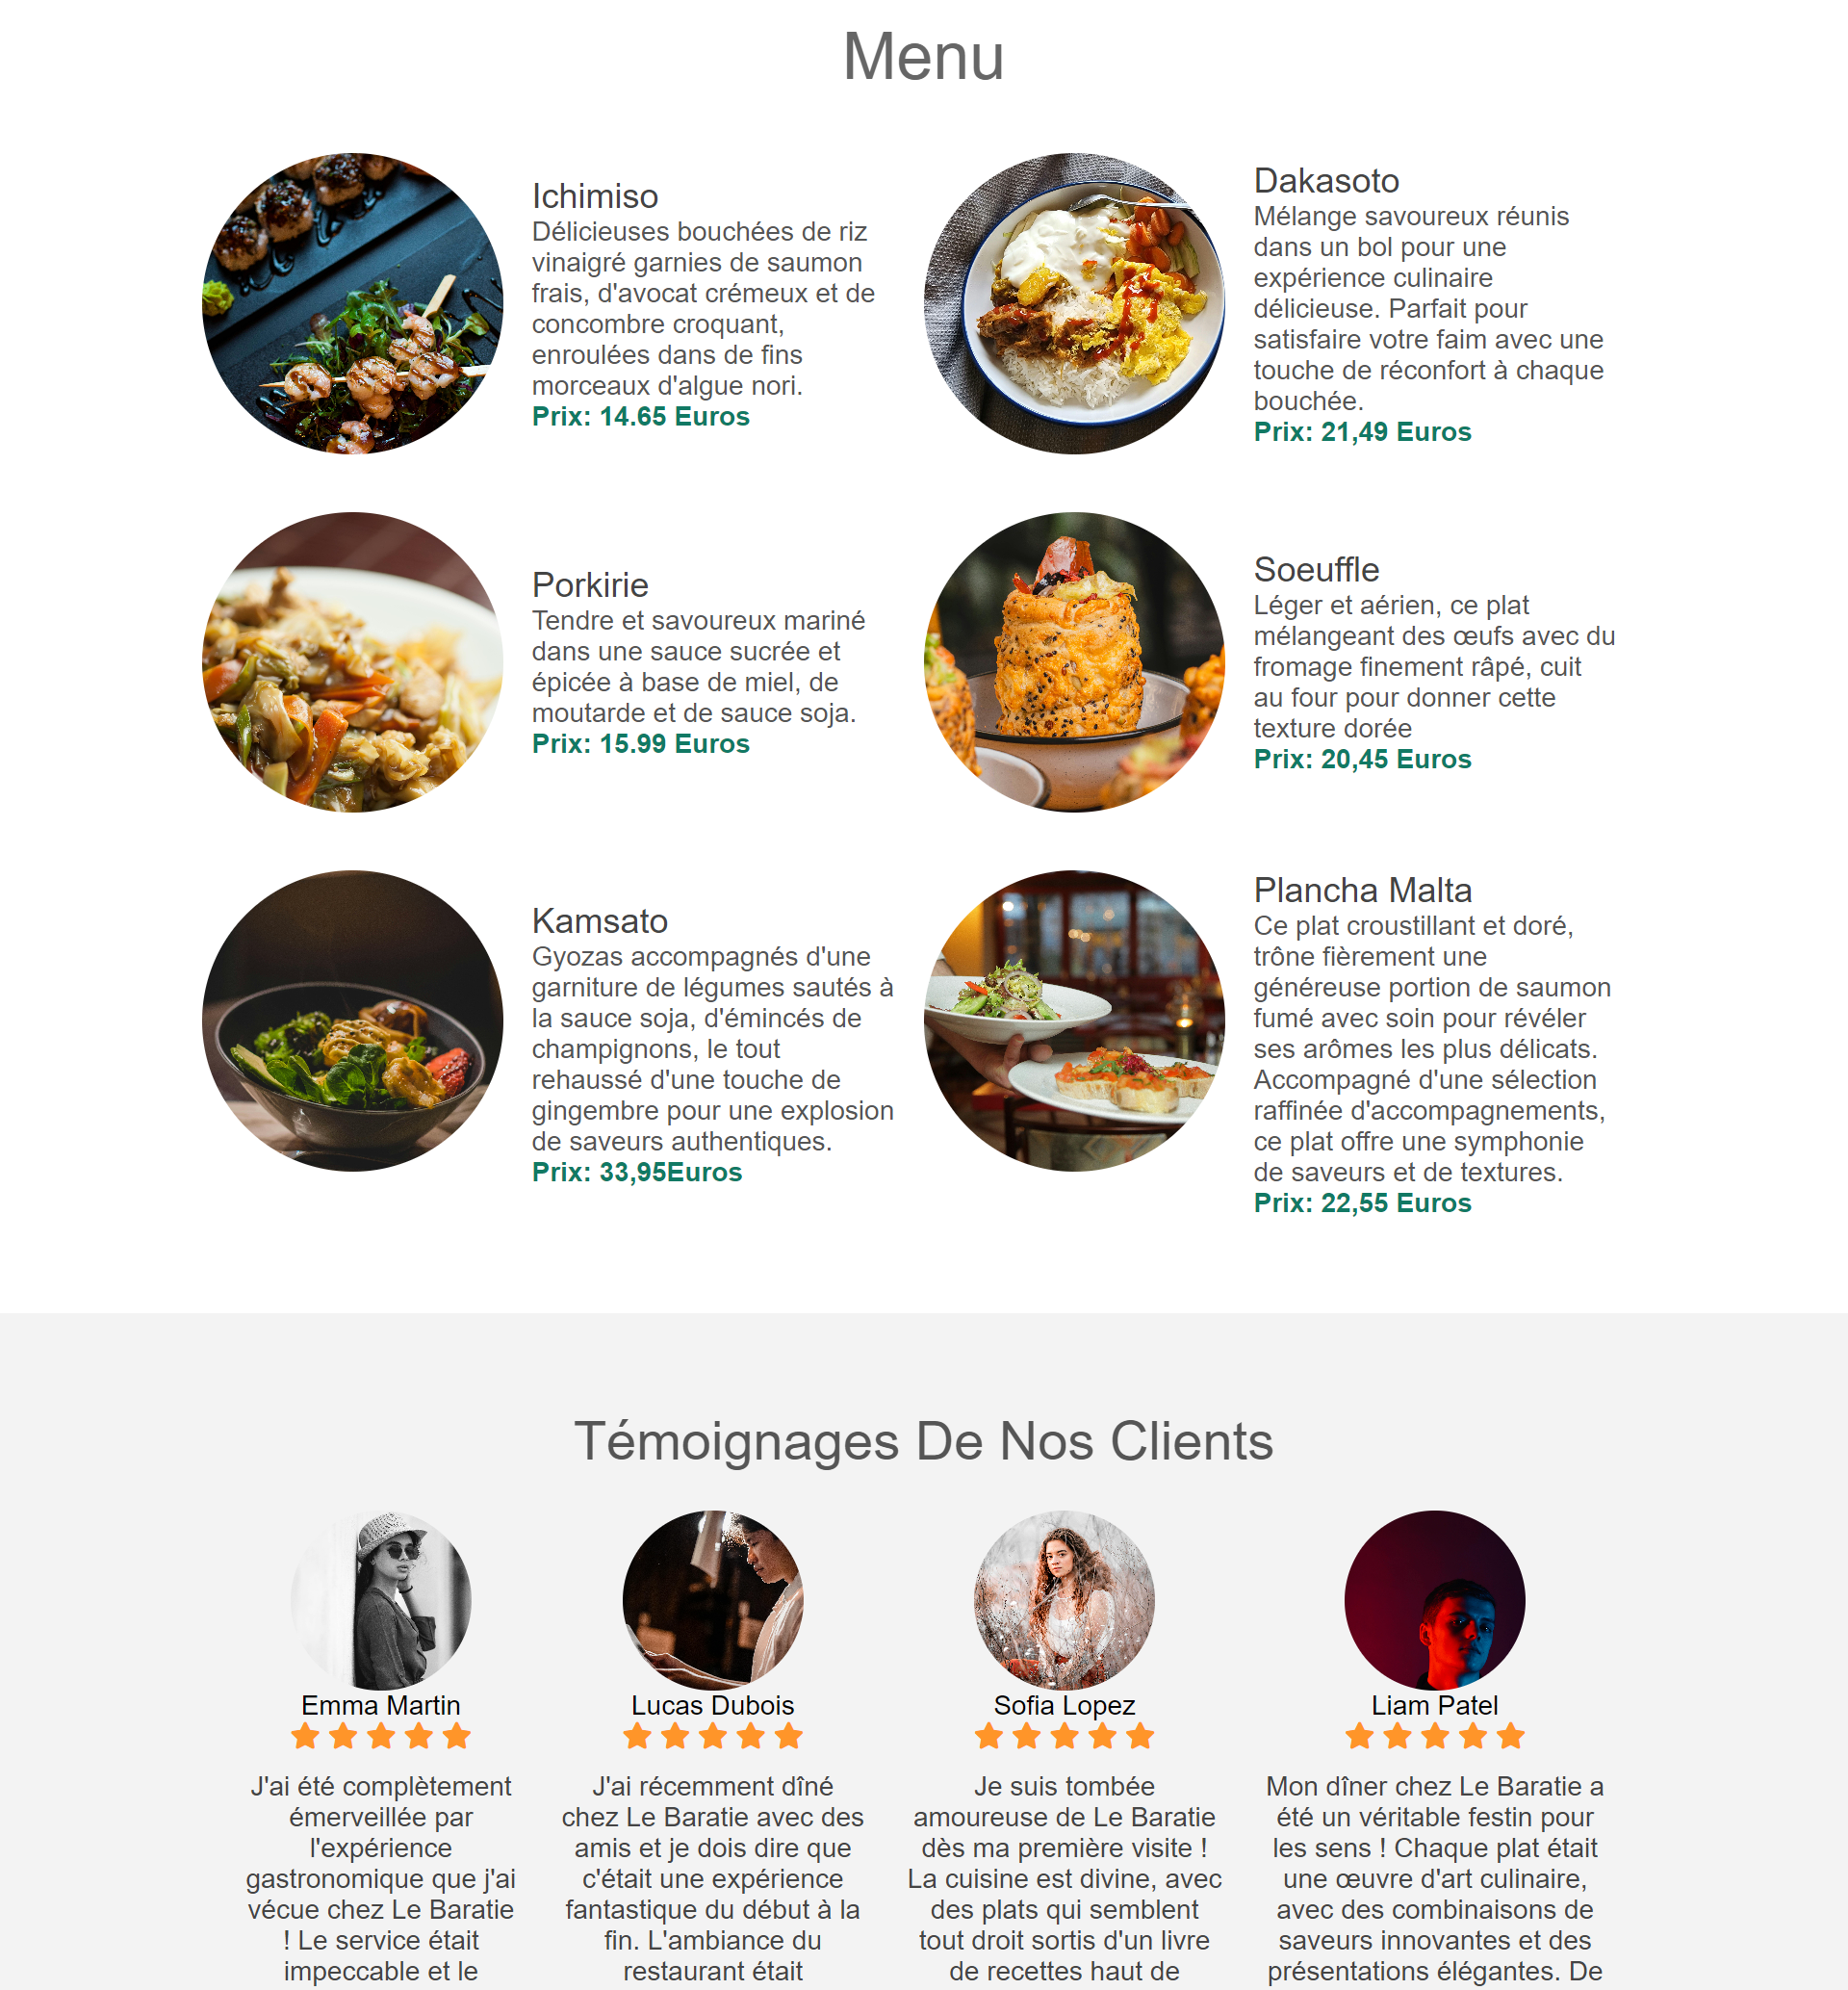 Menu
Ichimiso
Délicieuses bouchées de riz
vinaigré garnies de saumon
frais, d'avocat crémeux et de
concombre croquant,
enroulées dans de fins
morceaux d'algue nori.
Prix: 14.65 Euros
Dakasoto
Mélange savoureux réunis
dans un bol pour une
expérience culinaire
délicieuse. Parfait pour
satisfaire votre faim avec une
touche de réconfort à chaque
bouchée.
Prix: 21,49 Euros
Porkirie
Tendre et savoureux mariné
dans une sauce sucrée et
épicée à base de miel, de
moutarde et de sauce soja.
Prix: 15.99 Euros
Soeuffle
Léger et aérien, ce plat
mélangeant des œufs avec du
fromage finement râpé, cuit
au four pour donner cette
texture dorée
Prix: 20,45 Euros
Kamsato
Gyozas accompagnés d'une
garniture de légumes sautés à
la sauce soja, d'émincés de
champignons, le tout
rehaussé d'une touche de
gingembre pour une explosion
de saveurs authentiques.
Prix: 33,95Euros
Plancha Malta
Ce plat croustillant et doré,
trône fièrement une
généreuse portion de saumon
fumé avec soin pour révéler
ses arômes les plus délicats.
Accompagné d'une sélection
raffinée d'accompagnements,
ce plat offre une symphonie
de saveurs et de textures.
Prix: 22,55 Euros
Témoignages De Nos Clients
Emma Martin
J'ai été complètement
émerveillée par
l'expérience
gastronomique que j'ai
vécue chez Le Baratie
! Le service était
impeccable et le
Lucas Dubois
J'ai récemment dîné
chez Le Baratie avec des
amis et je dois dire que
c'était une expérience
fantastique du début à la
fin. L'ambiance du
restaurant était
Sofia Lopez
Je suis tombée
amoureuse de Le Baratie
dès ma première visite !
La cuisine est divine, avec
des plats qui semblent
tout droit sortis d'un livre
de recettes haut de
Liam Patel
Mon dîner chez Le Baratie a
été un véritable festin pour
les sens ! Chaque plat était
une œuvre d'art culinaire,
avec des combinaisons de
saveurs innovantes et des
présentations élégantes. De